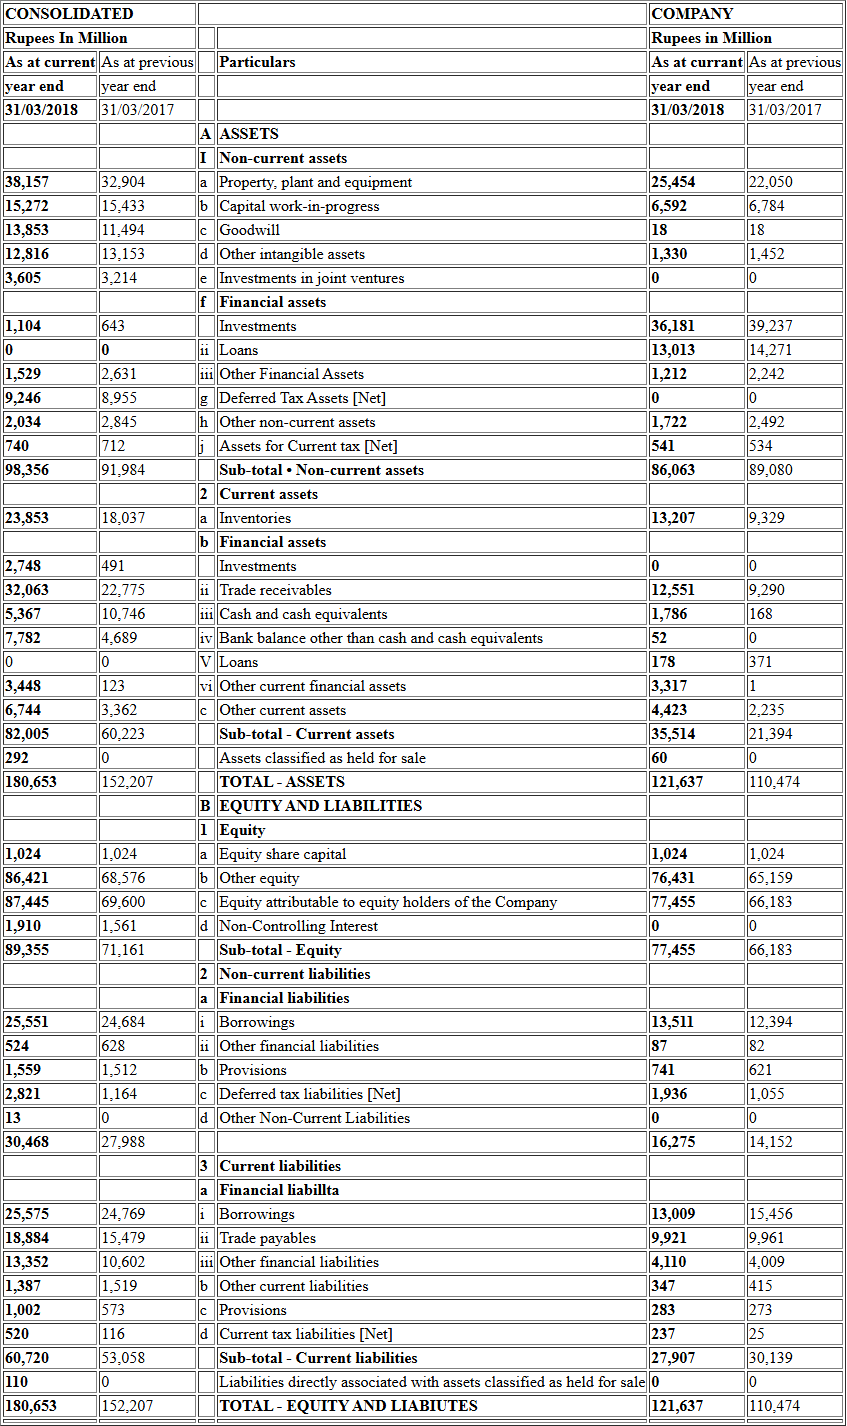 CONSOLIDATED COMPANY
Rupees In Million Rupees in Million
As at current As at previous Particulars As at currant As at previous
year end year end year end year end
31/03/2018 31/03/2017 31/03/2018 31/03/2017
A ASSETS
I Non-current assets
38,157 32,904 a Property, plant and equipment 25,454 22,050
15,272 15,433 b Capital work-in-progress 6,592 6,784
13,853 11,494 c Goodwill 18 18
12,816 13,153 d Other intangible assets 1,330 1,452
3,605 3,214 e Investments in joint ventures 0 0
f Financial assets
1,104 643 Investments 36,181 39,237
0 0 ii Loans 13,013 14,271
1,529 2,631 iii Other Financial Assets 1,212 2,242
9,246 8,955 g Deferred Tax Assets [Net] 0 0
2,034 2,845 h Other non-current assets 1,722 2,492
740 712 j Assets for Current tax [Net] 541 534
98,356 91,984 Sub-total • Non-current assets 86,063 89,080
2 Current assets
23,853 18,037 a Inventories 13,207 9,329
b Financial assets
2,748 491 Investments 0 0
32,063 22,775 ii Trade receivables 12,551 9,290
5,367 10,746 iii Cash and cash equivalents 1,786 168
7,782 4,689 iv Bank balance other than cash and cash equivalents 52 0
0 0 V Loans 178 371
3,448 123 vi Other current financial assets 3,317 1
6,744 3,362 c Other current assets 4,423 2,235
82,005 60,223 Sub-total - Current assets 35,514 21,394
292 0 Assets classified as held for sale 60 0
180,653 152,207 TOTAL - ASSETS 121,637 110,474
B EQUITY AND LIABILITIES
1 Equity
1,024 1,024 a Equity share capital 1,024 1,024
86,421 68,576 b Other equity 76,431 65,159
87,445 69,600 c Equity attributable to equity holders of the Company 77,455 66,183
1,910 1,561 d Non-Controlling Interest 0 0
89,355 71,161 Sub-total - Equity 77,455 66,183
2 Non-current liabilities
a Financial liabilities
25,551 24,684 i Borrowings 13,511 12,394
524 628 ii Other financial liabilities 87 82
1,559 1,512 b Provisions 741 621
2,821 1,164 c Deferred tax liabilities [Net] 1,936 1,055
13 0 d Other Non-Current Liabilities 0 0
30,468 27,988 16,275 14,152
3 Current liabilities
a Financial liabillta
25,575 24,769 i Borrowings 13,009 15,456
18,884 15,479 ii Trade payables 9,921 9,961
13,352 10,602 iii Other financial liabilities 4,110 4,009
1,387 1,519 b Other current liabilities 347 415
1,002 573 c Provisions 283 273
520 116 d Current tax liabilities [Net] 237 25
60,720 53,058 Sub-total - Current liabilities 27,907 30,139
110 0 Liabilities directly associated with assets classified as held for sale 0 0
180,653 152,207 TOTAL - EQUITY AND LIABIUTES 121,637 110,474